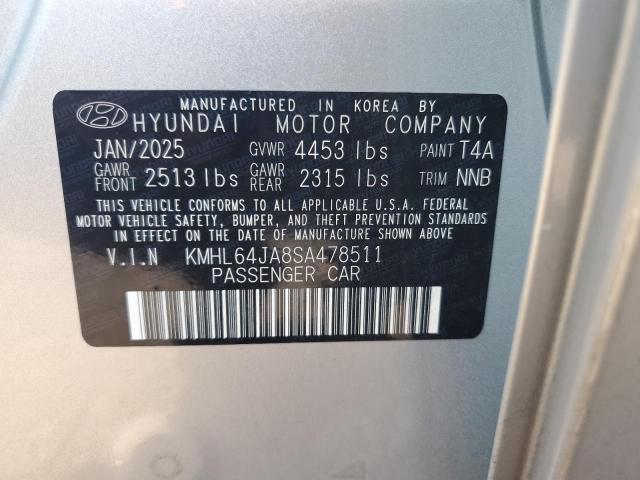 MANUFACTURED IN KOREA BY
HYUNDAI MOTOR COMPANY
JAN/2025 GVWR 4453 lbs PAINT T4A
GAWR FRONT 2513 lbs GAWR REAR 2315 lbs TRIM NNB
THIS VEHICLE CONFORMS TO ALL APPLICABLE U.S.A. FEDERAL
MOTOR VEHICLE SAFETY, BUMPER, AND THEFT PREVENTION STANDARDS
IN EFFECT ON THE DATE OF MANUFACTURE SHOWN ABOVE
V.I.N KMHL64JA8SA478511
PASSENGER CAR